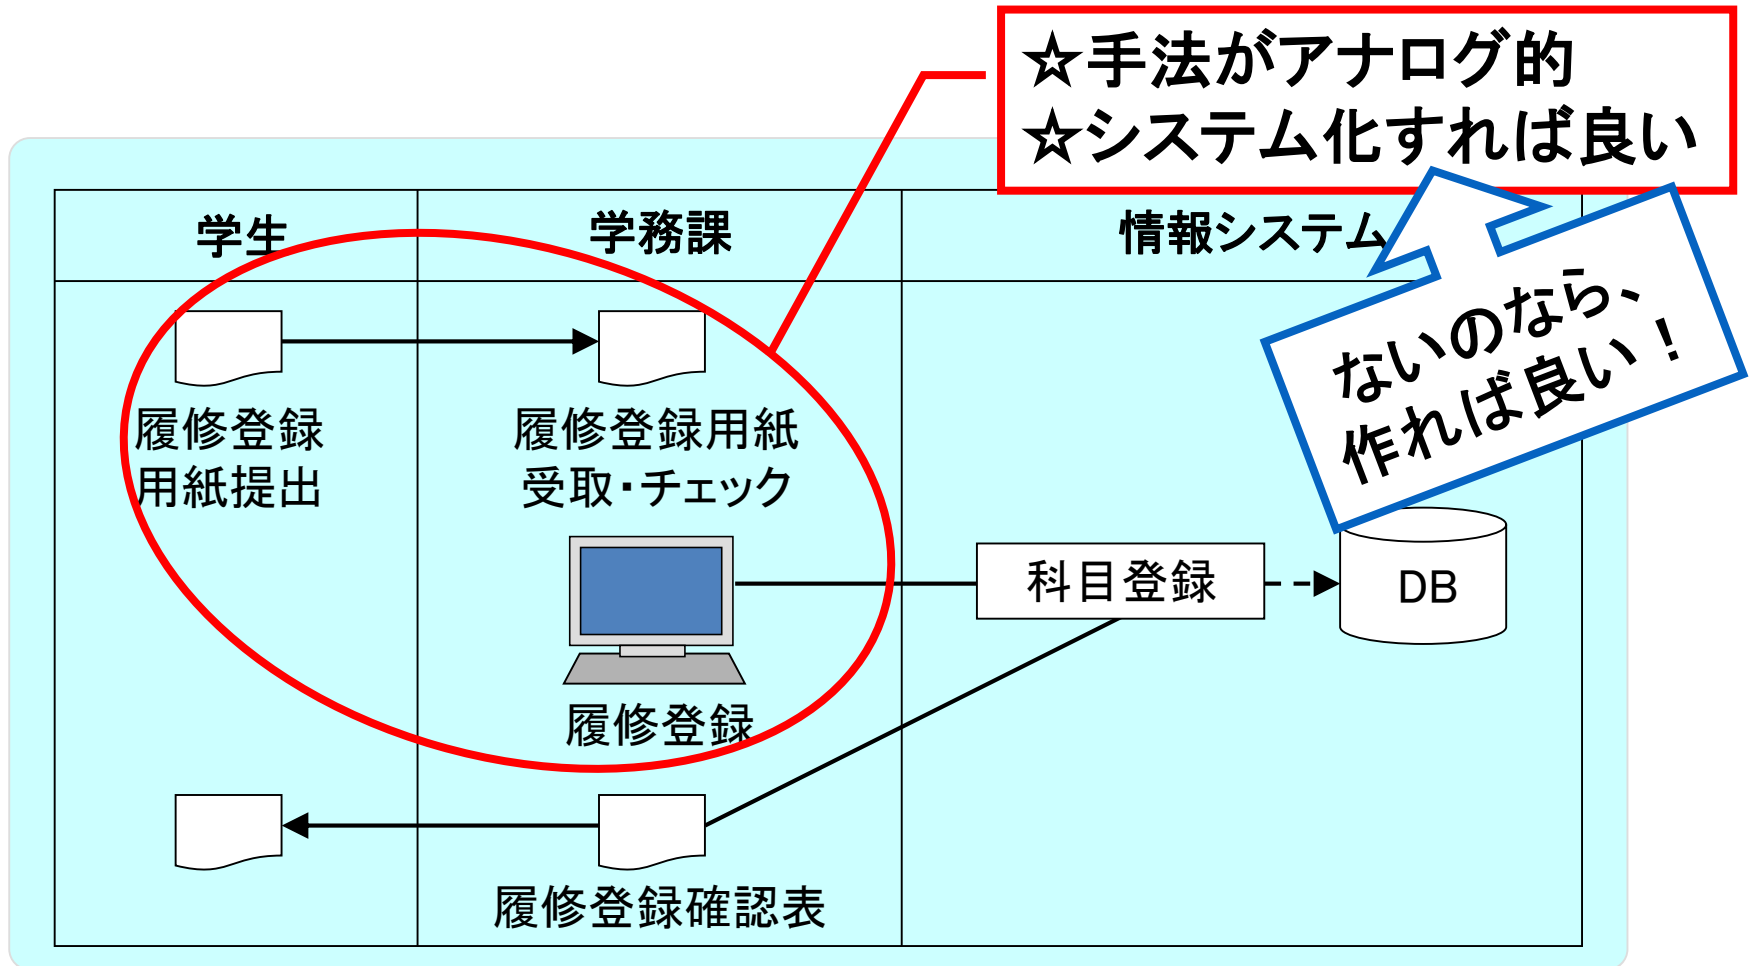 ☆手法がアナログ的
☆システム化すれば良い
ないのなら、
作れば良い！
学生
学務課
情報システム
履修登録
用紙提出
履修登録用紙
受取・チェック
履修登録
科目登録
DB
履修登録確認表